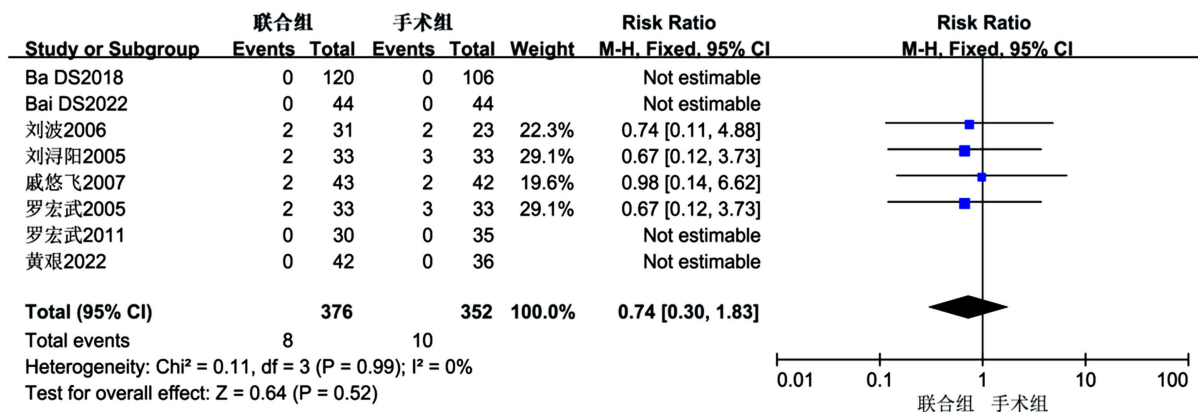 联合组 手术组 Risk Ratio Risk Ratio
Study or Subgroup Events Total Events Total Weight M-H, Fixed, 95% CI M-H, Fixed, 95% CI
Ba DS2018 0 120 0 106 Not estimable
Bai DS2022 0 44 0 44 Not estimable
刘波2006 2 31 2 23 22.3% 0.74 [0.11, 4.88]
刘浔阳2005 2 33 3 33 29.1% 0.67 [0.12, 3.73]
戚悠飞2007 2 43 2 42 19.6% 0.98 [0.14, 6.62]
罗宏武2005 2 33 3 33 29.1% 0.67 [0.12, 3.73]
罗宏武2011 0 30 0 35 Not estimable
黄艰2022 0 42 0 36 Not estimable
Total (95% CI) 376 352 100.0% 0.74 [0.30, 1.83]
Total events 8 10
Heterogeneity: Chi² = 0.11, df = 3 (P = 0.99); I² = 0%
Test for overall effect: Z = 0.64 (P = 0.52)
0.01 0.1 1 10 100
联合组 手术组